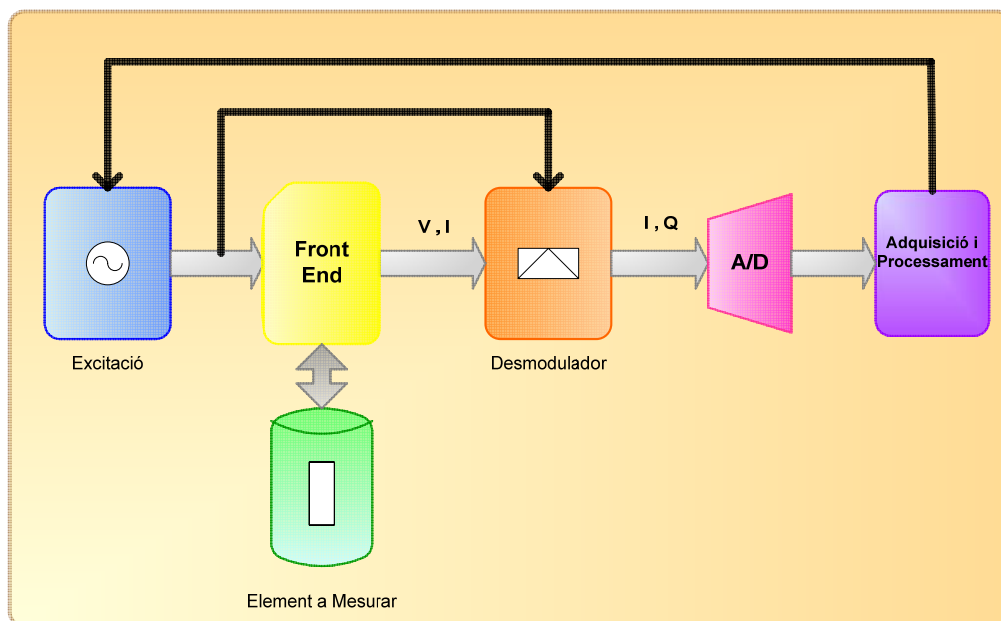 V , I
I , Q
Front
End
A/D
Adquisició i
Processament
Excitació
Desmodulador
Element a Mesurar